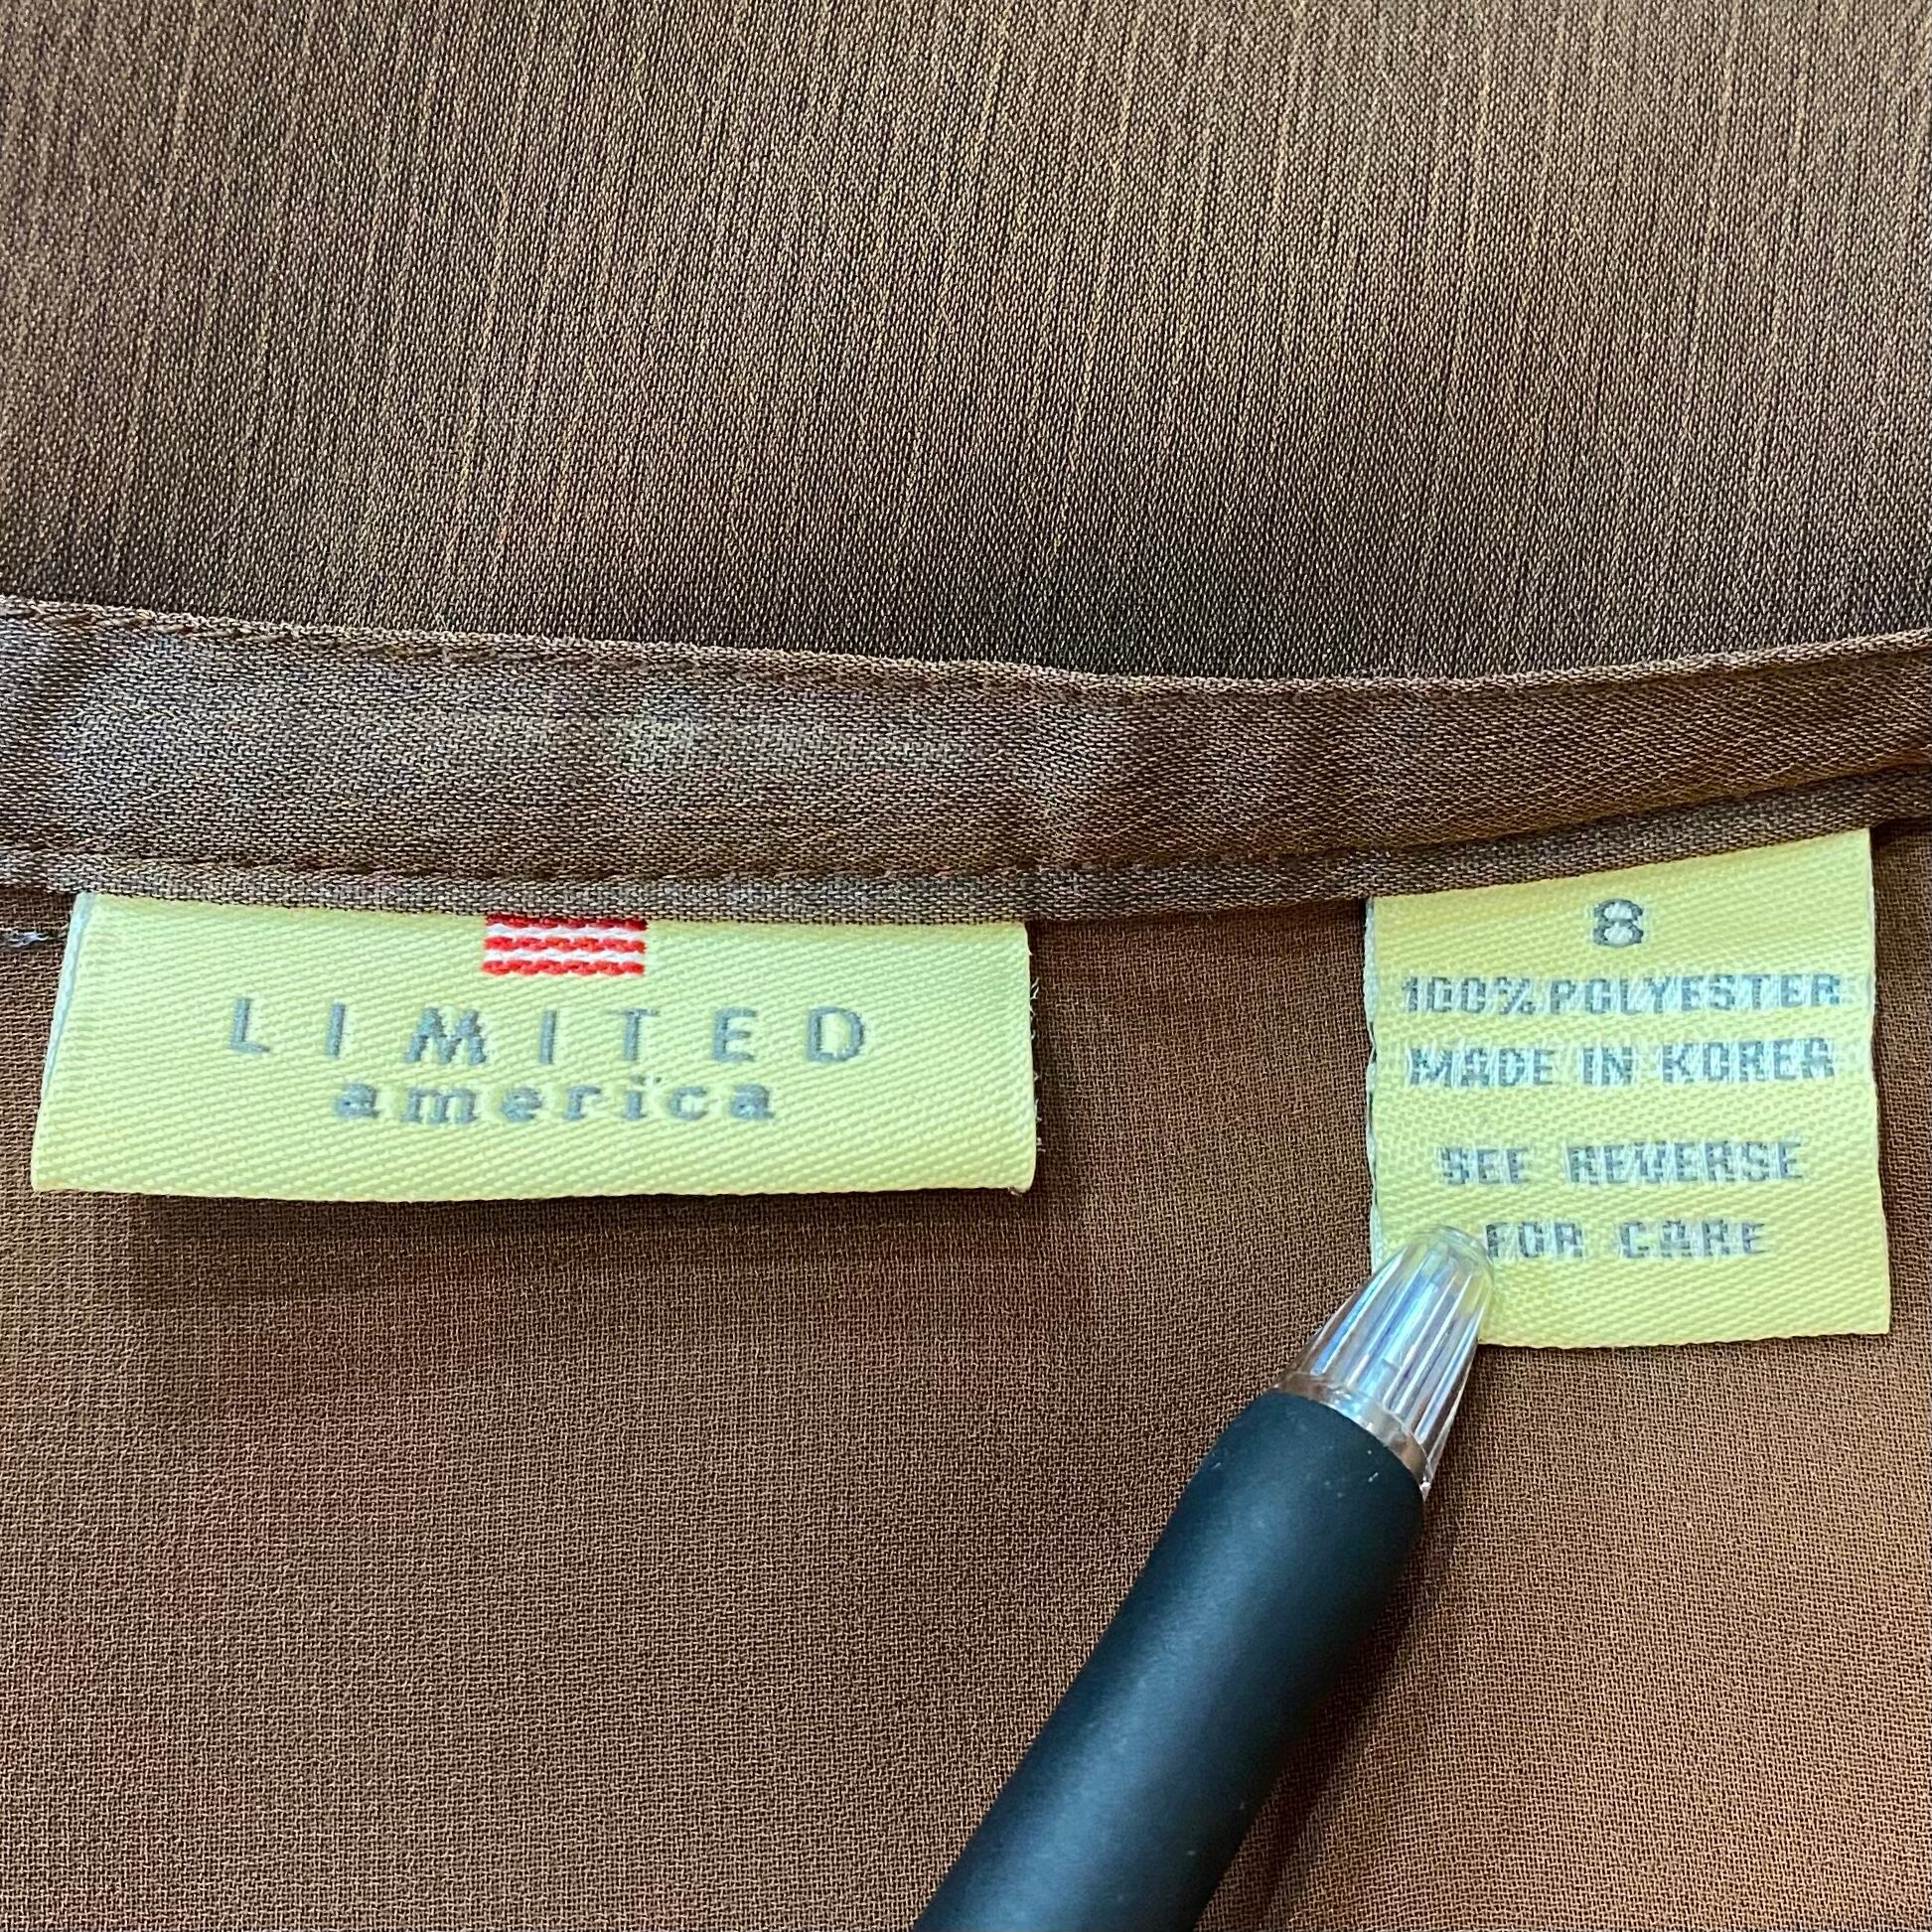 LIMITED
america
8
100% POLYESTER
MADE IN KOREA
SEE REVERSE
FOR CARE